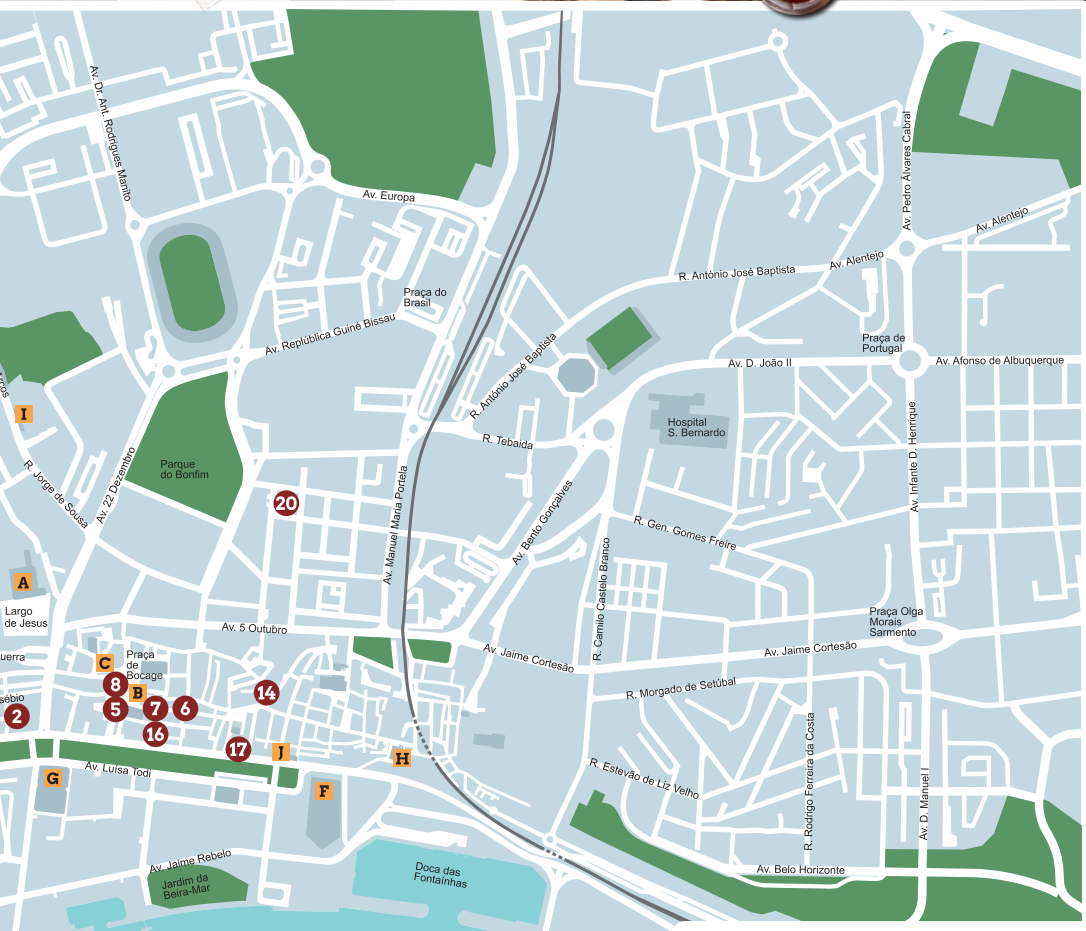 Av. Dr. Ant. Rodrigues Manito
Av. Europa
Av. Pedro Álvares Cabral
Av. Alentejo
Av. Alentejo
R. António José Baptista
Praça do
Brasil
Av. Replública Guiné Bissau
R. António José Baptista
Praça de
Portugal
Av. D. João II
Av. Afonso de Albuquerque
I
Hospital
S. Bernardo
R. Tebaida
Av. Infante D. Henrique
R. Jorge de Sousa
Av. 22 Dezembro
Parque
do Bonfim
20
Av. Manuel Maria Portela
Av. Bento Gonçalves
R. Gen. Gomes Freire
R. Camilo Castelo Branco
A
Largo
de Jesus
Av. 5 Outubro
Praça Olga
Morais
Sarmento
Av. Jaime Cortesão
Av. Jaime Cortesão
C
Praça
de
Bocage
8
B
14
R. Morgado de Setúbal
2
5
7
6
16
17
J
H
R. Rodrigo Ferreira da Costa
Av. D. Manuel I
G
Av. Luísa Todi
F
R. Estevão de Liz Velho
Av. Jaime Rebelo
Jardim da
Beira-Mar
Doca das
Fontaínhas
Av. Belo Horizonte